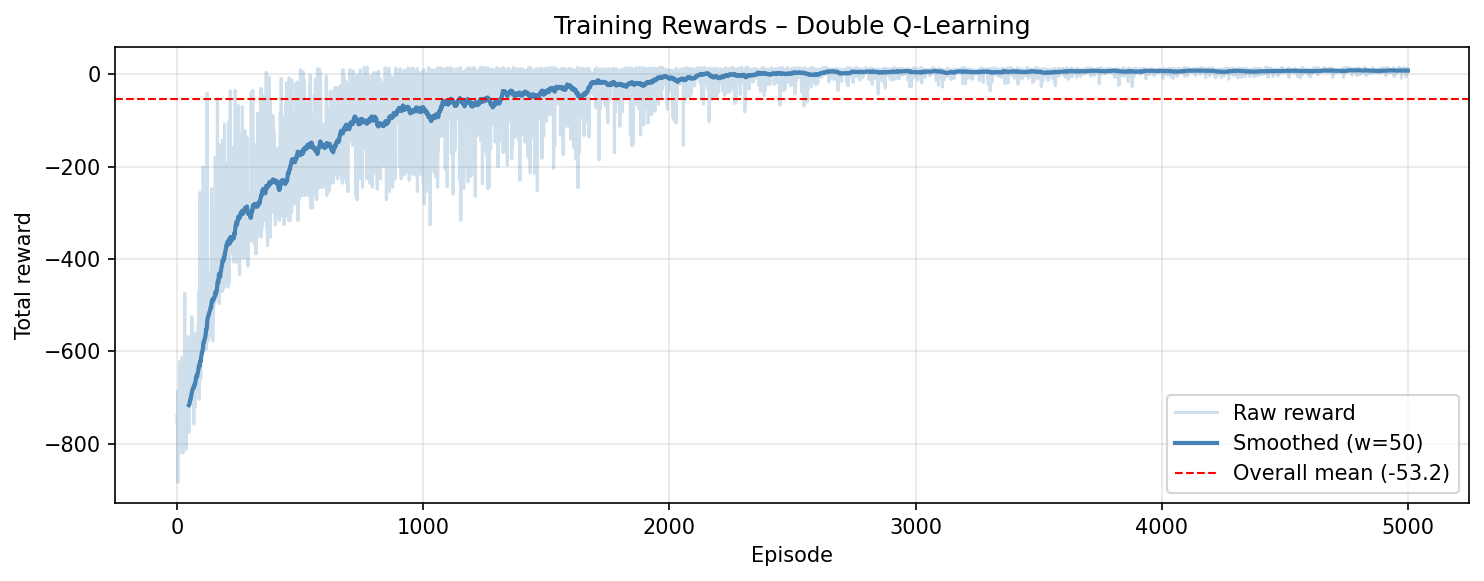 Training Rewards – Double Q-Learning
Total reward
0
−200
−400
−600
−800
0
1000
2000
3000
4000
5000
Episode
Raw reward
Smoothed (w=50)
Overall mean (-53.2)